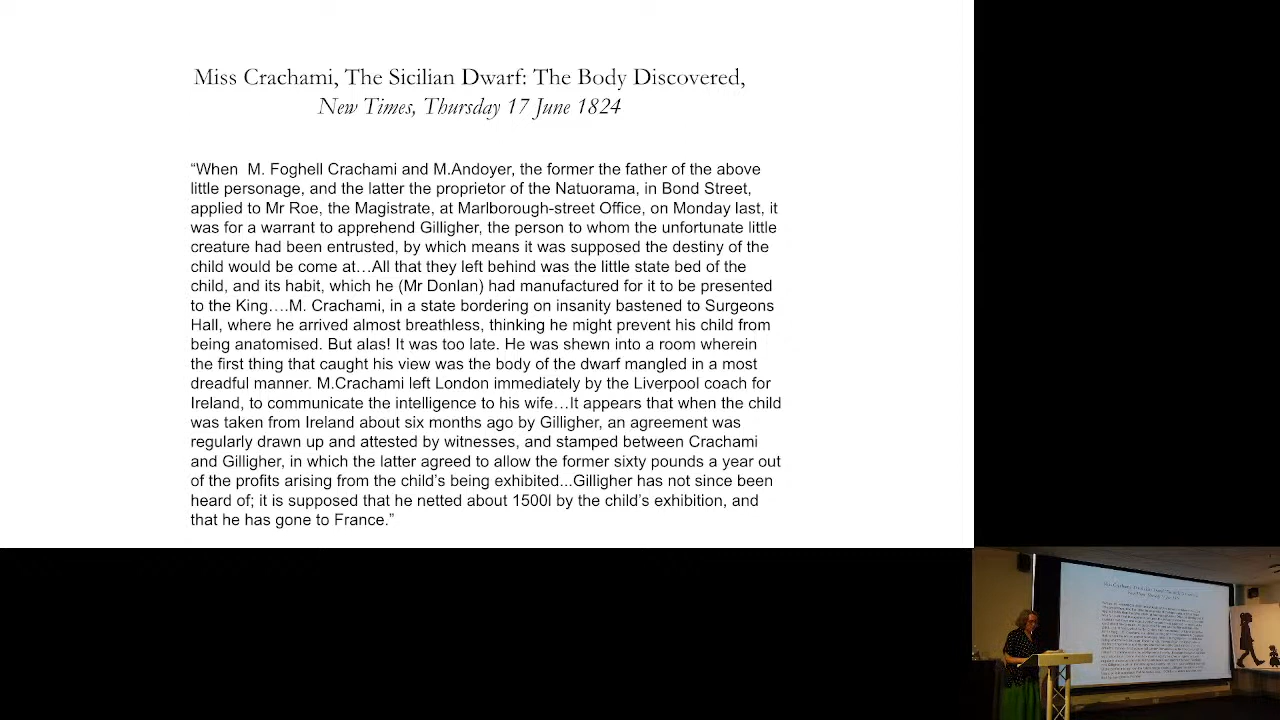 Miss Crachami, The Sicilian Dwarf: The Body Discovered,
New Times, Thursday 17 June 1824
“When  M. Foghell Crachami and M.Andoyer, the former the father of the above
little personage, and the latter the proprietor of the Natuorama, in Bond Street,
applied to Mr Roe, the Magistrate, at Marlborough-street Office, on Monday last, it
was for a warrant to apprehend Gilligher, the person to whom the unfortunate little
creature had been entrusted, by which means it was supposed the destiny of the
child would be come at…All that they left behind was the little state bed of the
child, and its habit, which he (Mr Donlan) had manufactured for it to be presented
to the King….M. Crachami, in a state bordering on insanity bastened to Surgeons
Hall, where he arrived almost breathless, thinking he might prevent his child from
being anatomised. But alas! It was too late. He was shewn into a room wherein
the first thing that caught his view was the body of the dwarf mangled in a most
dreadful manner. M.Crachami left London immediately by the Liverpool coach for
Ireland, to communicate the intelligence to his wife…It appears that when the child
was taken from Ireland about six months ago by Gilligher, an agreement was
regularly drawn up and attested by witnesses, and stamped between Crachami
and Gilligher, in which the latter agreed to allow the former sixty pounds a year out
of the profits arising from the child’s being exhibited...Gilligher has not since been
heard of; it is supposed that he netted about 1500l by the child’s exhibition, and
that he has gone to France.”